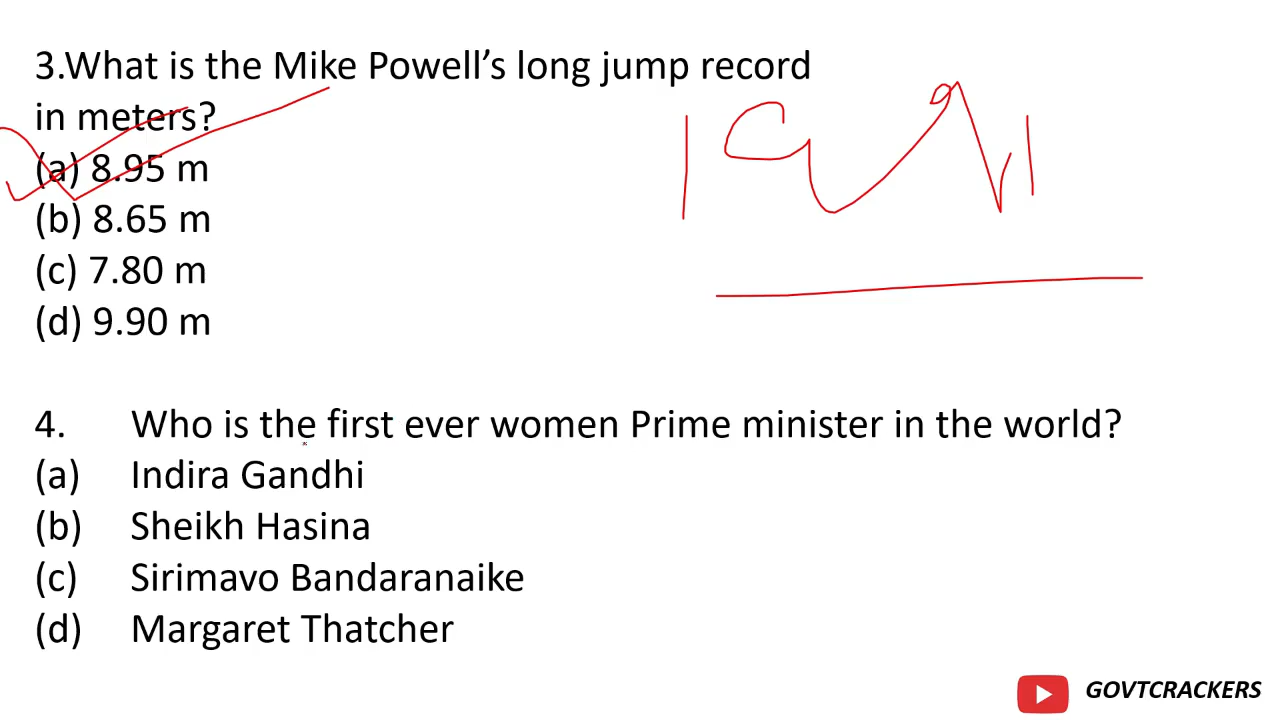 3.What is the Mike Powell’s long jump record
in meters?
(a) 8.95 m
(b) 8.65 m
(c) 7.80 m
(d) 9.90 m
1991
4. Who is the first ever women Prime minister in the world?
(a) Indira Gandhi
(b) Sheikh Hasina
(c) Sirimavo Bandaranaike
(d) Margaret Thatcher
GOVTCRACKERS